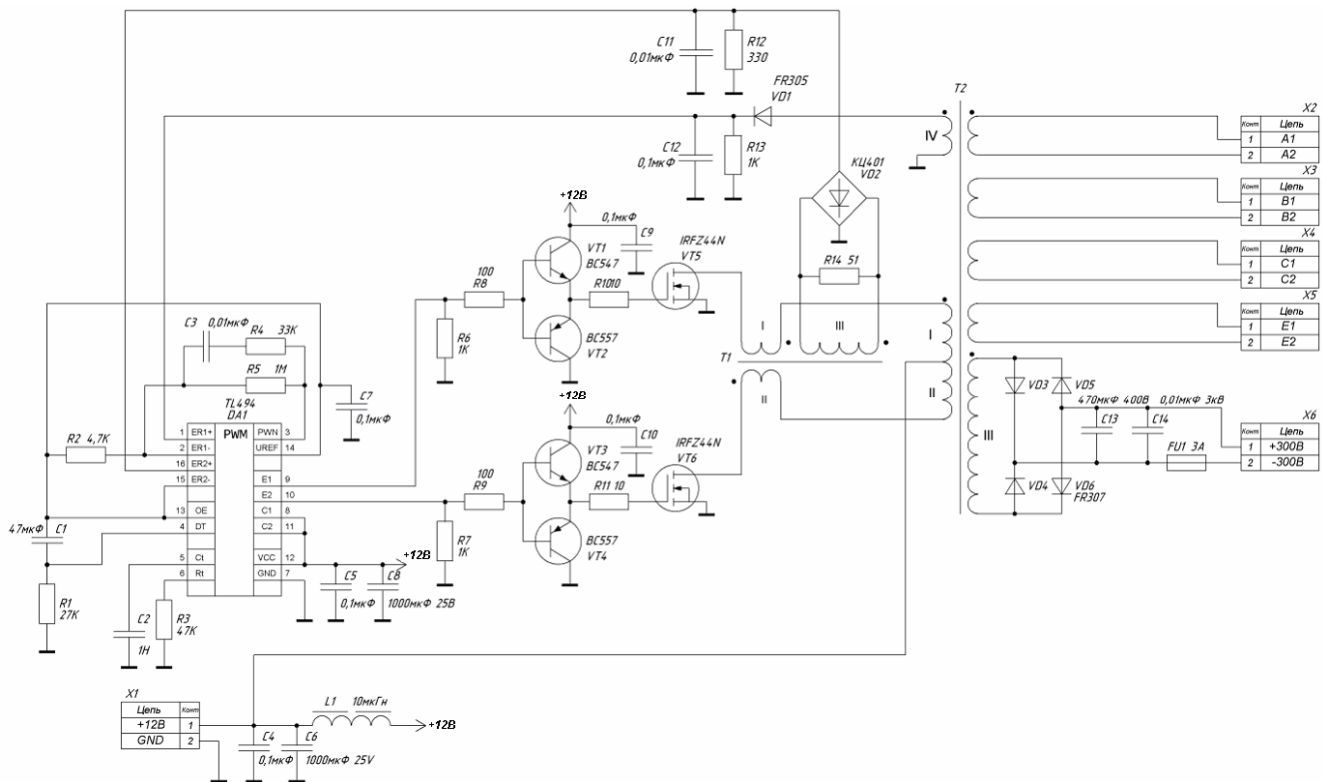 C11
0,01мкФ
R12
330
FR305
VD1
T2
IV
C12
0,1мкФ
R13
1K
КЦ401
VD2
X2
Конт Цепь
1 A1
2 A2
X3
Конт Цепь
1 B1
2 B2
X4
Конт Цепь
1 C1
2 C2
X5
Конт Цепь
1 E1
2 E2
+12В
0,1мкФ
C9
VT1
BC547
IRFZ44N
VT5
R14 51
100
R8
R10 10
BC557
VT2
R6
1K
I
III
T1
II
I
II
C3 0,01мкФ R4 33K
R5 1M
TL494
DA1
C7
0,1мкФ
R2 4,7K
PWM
1 ER1+ PWN 3
2 ER1- UREF 14
16 ER2+
15 ER2- E1 9
E2 10
13 OE C1 8
4 DT C2 11
5 Ct VCC 12
6 Rt GND 7
47мкФ C1
R1
27K
C2
1Н
R3
47K
+12В
C5
0,1мкФ
C8
1000мкФ 25В
+12В
0,1мкФ
C10
VT3
BC547
IRFZ44N
VT6
100
R9
R11 10
BC557
VT4
R7
1K
III
VD3
VD5
470мкФ 400В
0,01мкФ 3кВ
C13
C14
FU1 3A
VD4
VD6
FR307
X6
Конт Цепь
1 +300В
2 -300В
X1
Цепь Конт
+12В 1
GND 2
L1 10мкГн
+12В
C4
0,1мкФ
C6
1000мкФ 25V